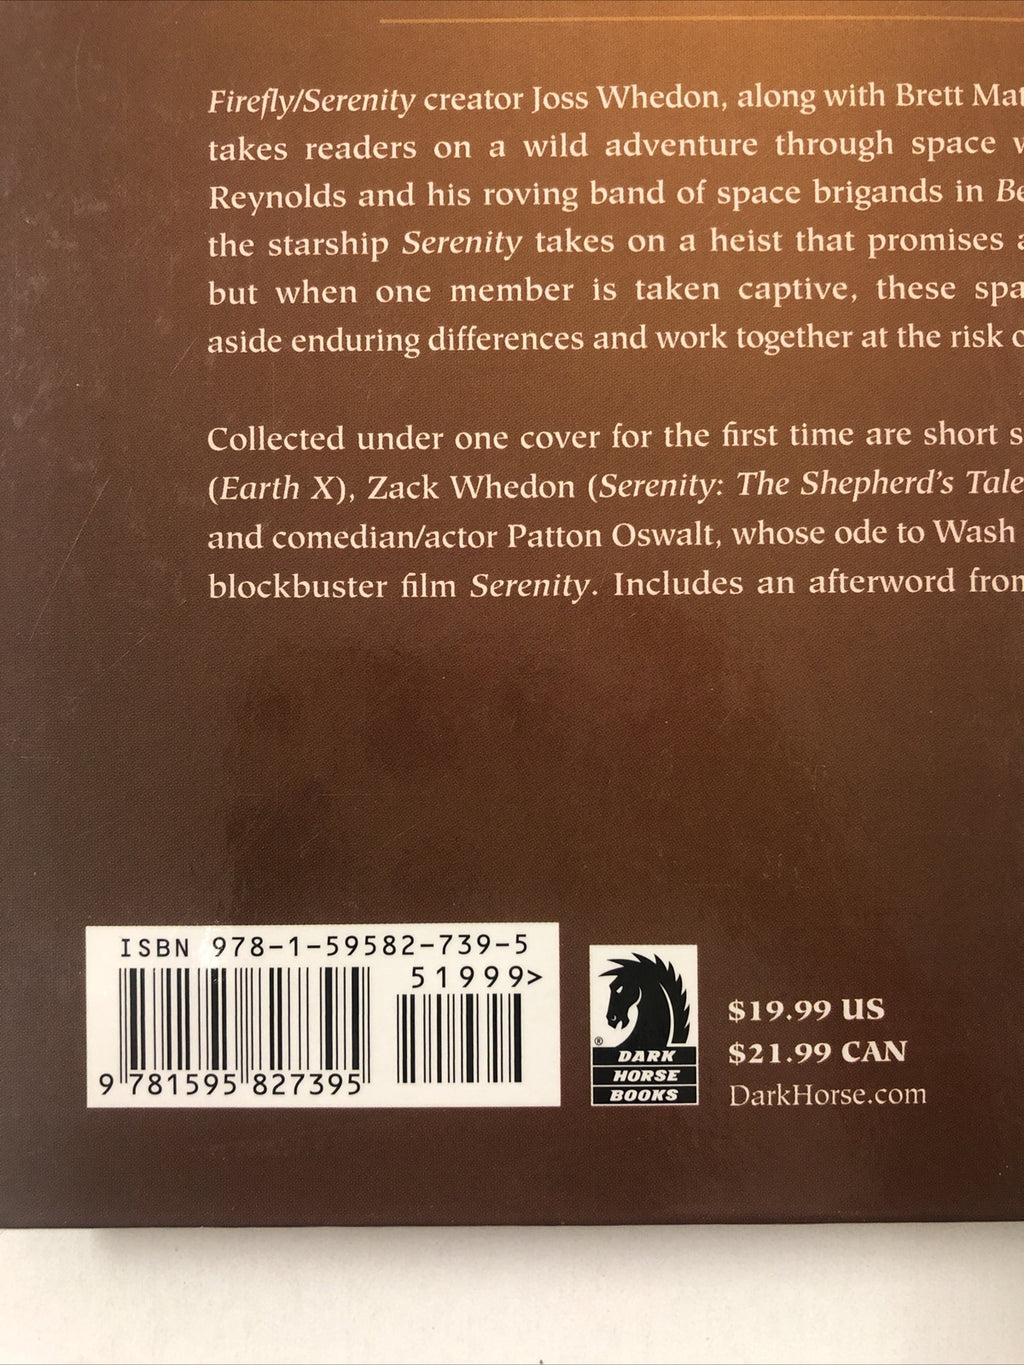 Firefly/Serenity creator Joss Whedon, along with Brett Mat
takes readers on a wild adventure through space w
Reynolds and his roving band of space brigands in Be
the starship Serenity takes on a heist that promises a
but when one member is taken captive, these spa
aside enduring differences and work together at the risk o
Collected under one cover for the first time are short s
(Earth X), Zack Whedon (Serenity: The Shepherd's Tale
and comedian/actor Patton Oswalt, whose ode to Wash
blockbuster film Serenity. Includes an afterword from
ISBN 978-1-59582-739-5
51999>
9 781595 827395
®
DARK
HORSE
BOOKS
$19.99 US
$21.99 CAN
DarkHorse.com